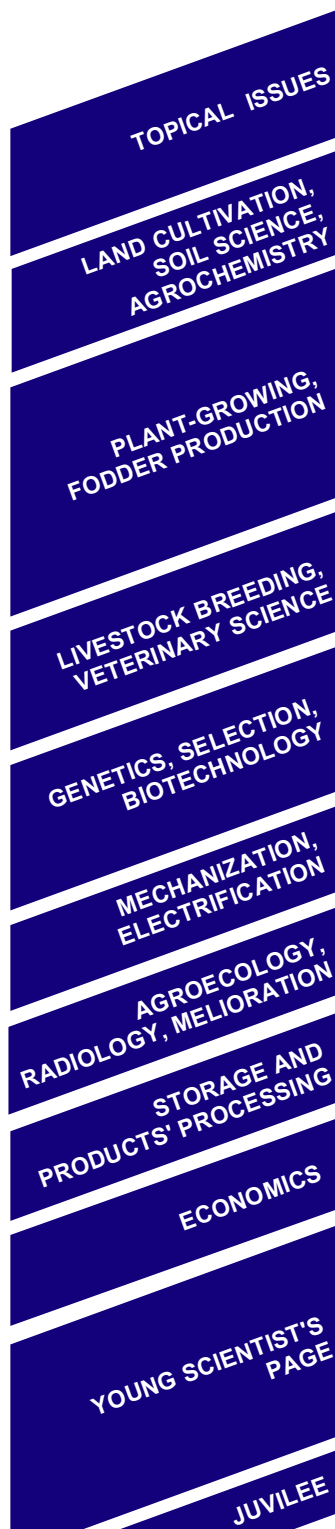 TOPICAL ISSUES
LAND CULTIVATION,
SOIL SCIENCE,
AGROCHEMISTRY
PLANT-GROWING,
FODDER PRODUCTION
LIVESTOCK BREEDING,
VETERINARY SCIENCE
GENETICS, SELECTION,
BIOTECHNOLOGY
MECHANIZATION,
ELECTRIFICATION
AGROECOLOGY,
RADIOLOGY, MELIORATION
STORAGE AND
PRODUCTS' PROCESSING
ECONOMICS
YOUNG SCIENTIST'S
PAGE
JUVILEE